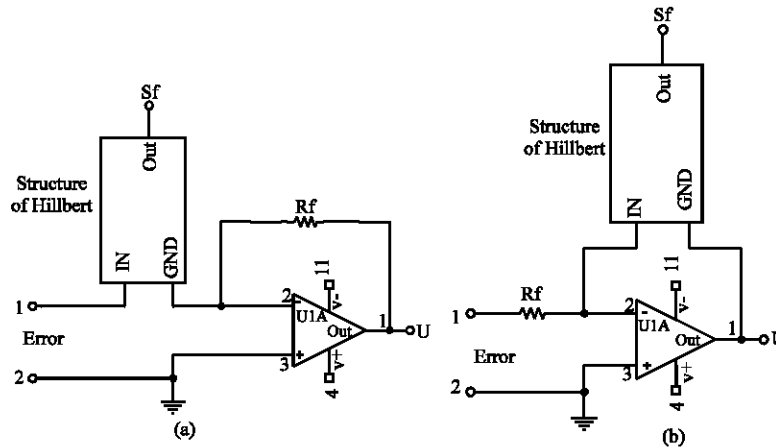 Sf
Out
Structure
of Hillbert
IN
GND
Rf
1
Error
2
2
-
11
v-
U1A
Out
1
U
+
3
v+
4
(a)
Sf
Out
Structure
of Hillbert
IN
GND
1
Rf
Error
2
2
-
11
v-
U1A
Out
1
U
+
3
v+
4
(b)